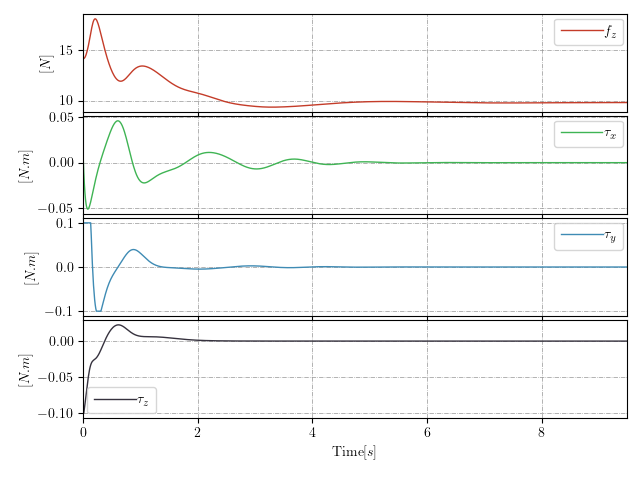 [N]
15
10
f_z
[N.m]
0.05
0.00
−0.05
τ_x
[N.m]
0.1
0.0
−0.1
τ_y
[N.m]
0.00
−0.05
−0.10
τ_z
0 2 4 6 8
Time[s]